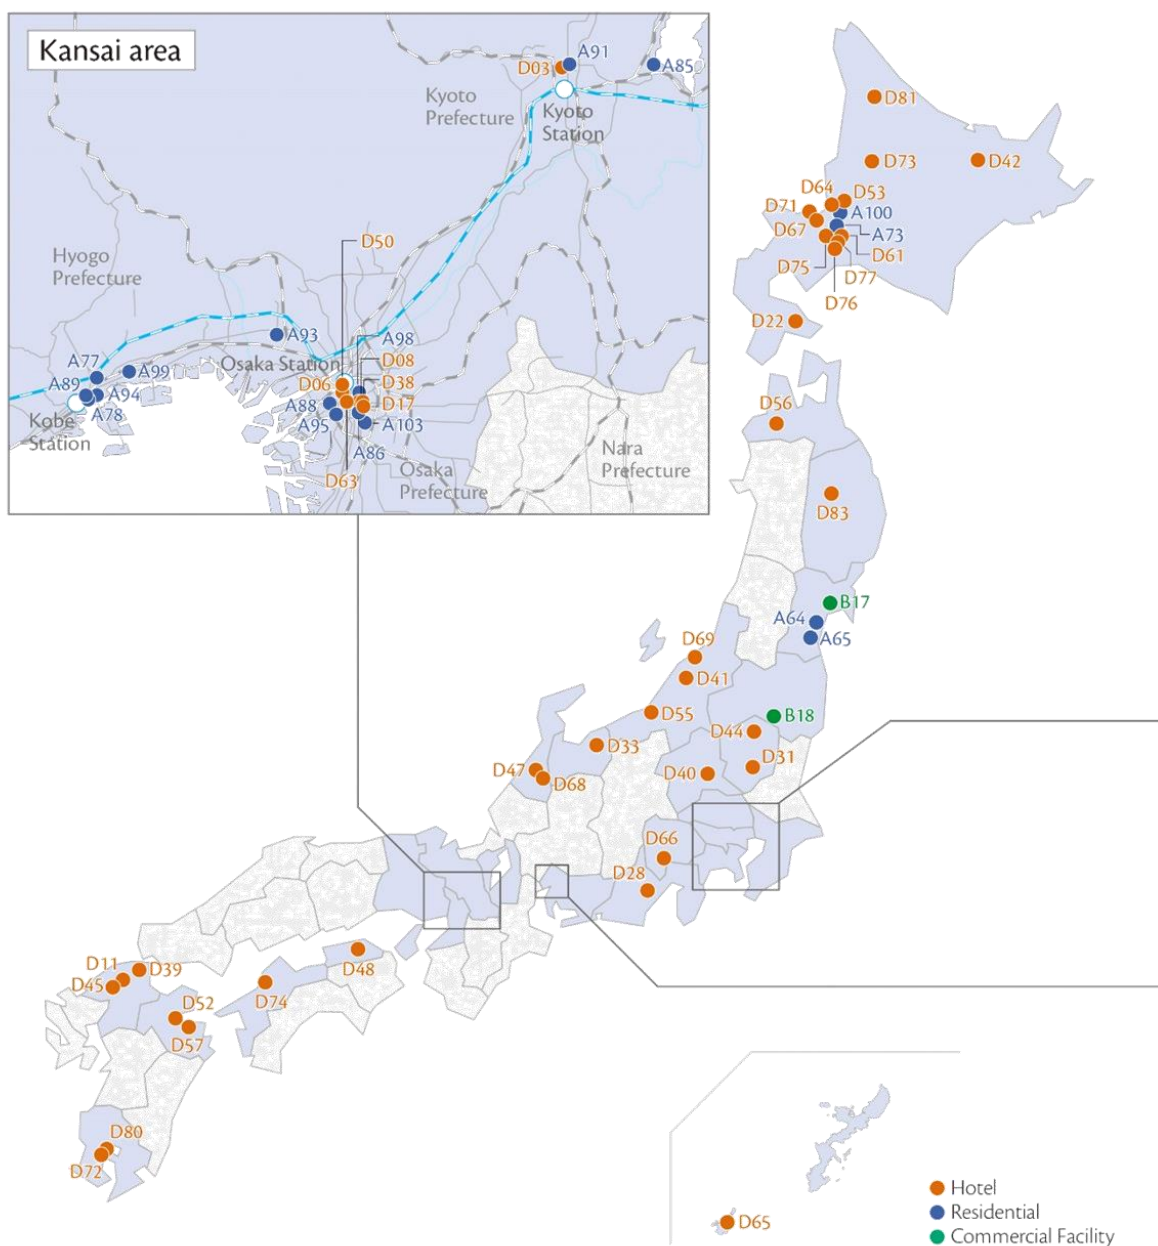 Kansai area
D03
A91
A85
Kyoto
Prefecture
Kyoto
Station
D50
Hyogo
Prefecture
A93
A98
Osaka Station
D08
A77
A99
D06
D38
A89
A94
A88
D17
A78
A95
A103
Kobe
Station
A86
Osaka
Prefecture
Nara
Prefecture
D63
D81
D73
D42
D64
D53
D71
A100
D67
A73
D61
D75
D77
D76
D22
D56
D83
B17
A64
A65
D69
D41
D55
B18
D44
D33
D31
D47
D40
D68
D66
D28
D11
D39
D45
D48
D74
D52
D57
D80
D72
D65
Hotel
Residential
Commercial Facility